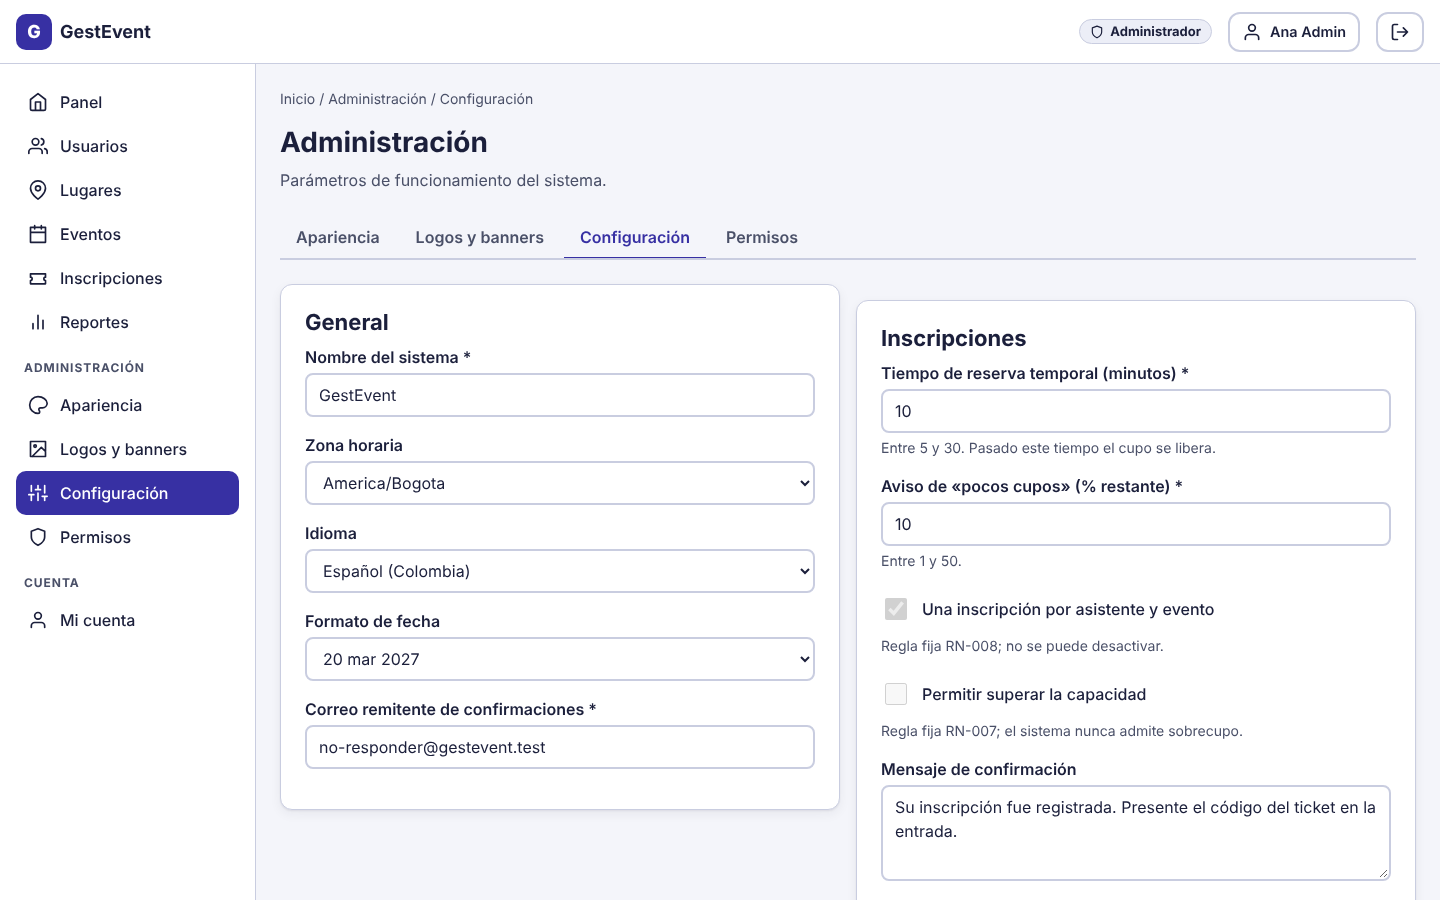 G GestEvent
Administrador
Ana Admin
Panel
Usuarios
Lugares
Eventos
Inscripciones
Reportes
ADMINISTRACIÓN
Apariencia
Logos y banners
Configuración
Permisos
CUENTA
Mi cuenta
Inicio / Administración / Configuración
Administración
Parámetros de funcionamiento del sistema.
Apariencia
Logos y banners
Configuración
Permisos
General
Nombre del sistema *
GestEvent
Zona horaria
America/Bogota
Idioma
Español (Colombia)
Formato de fecha
20 mar 2027
Correo remitente de confirmaciones *
no-responder@gestevent.test
Inscripciones
Tiempo de reserva temporal (minutos) *
10
Entre 5 y 30. Pasado este tiempo el cupo se libera.
Aviso de «pocos cupos» (% restante) *
10
Entre 1 y 50.
Una inscripción por asistente y evento
Regla fija RN-008; no se puede desactivar.
Permitir superar la capacidad
Regla fija RN-007; el sistema nunca admite sobrecupo.
Mensaje de confirmación
Su inscripción fue registrada. Presente el código del ticket en la
entrada.